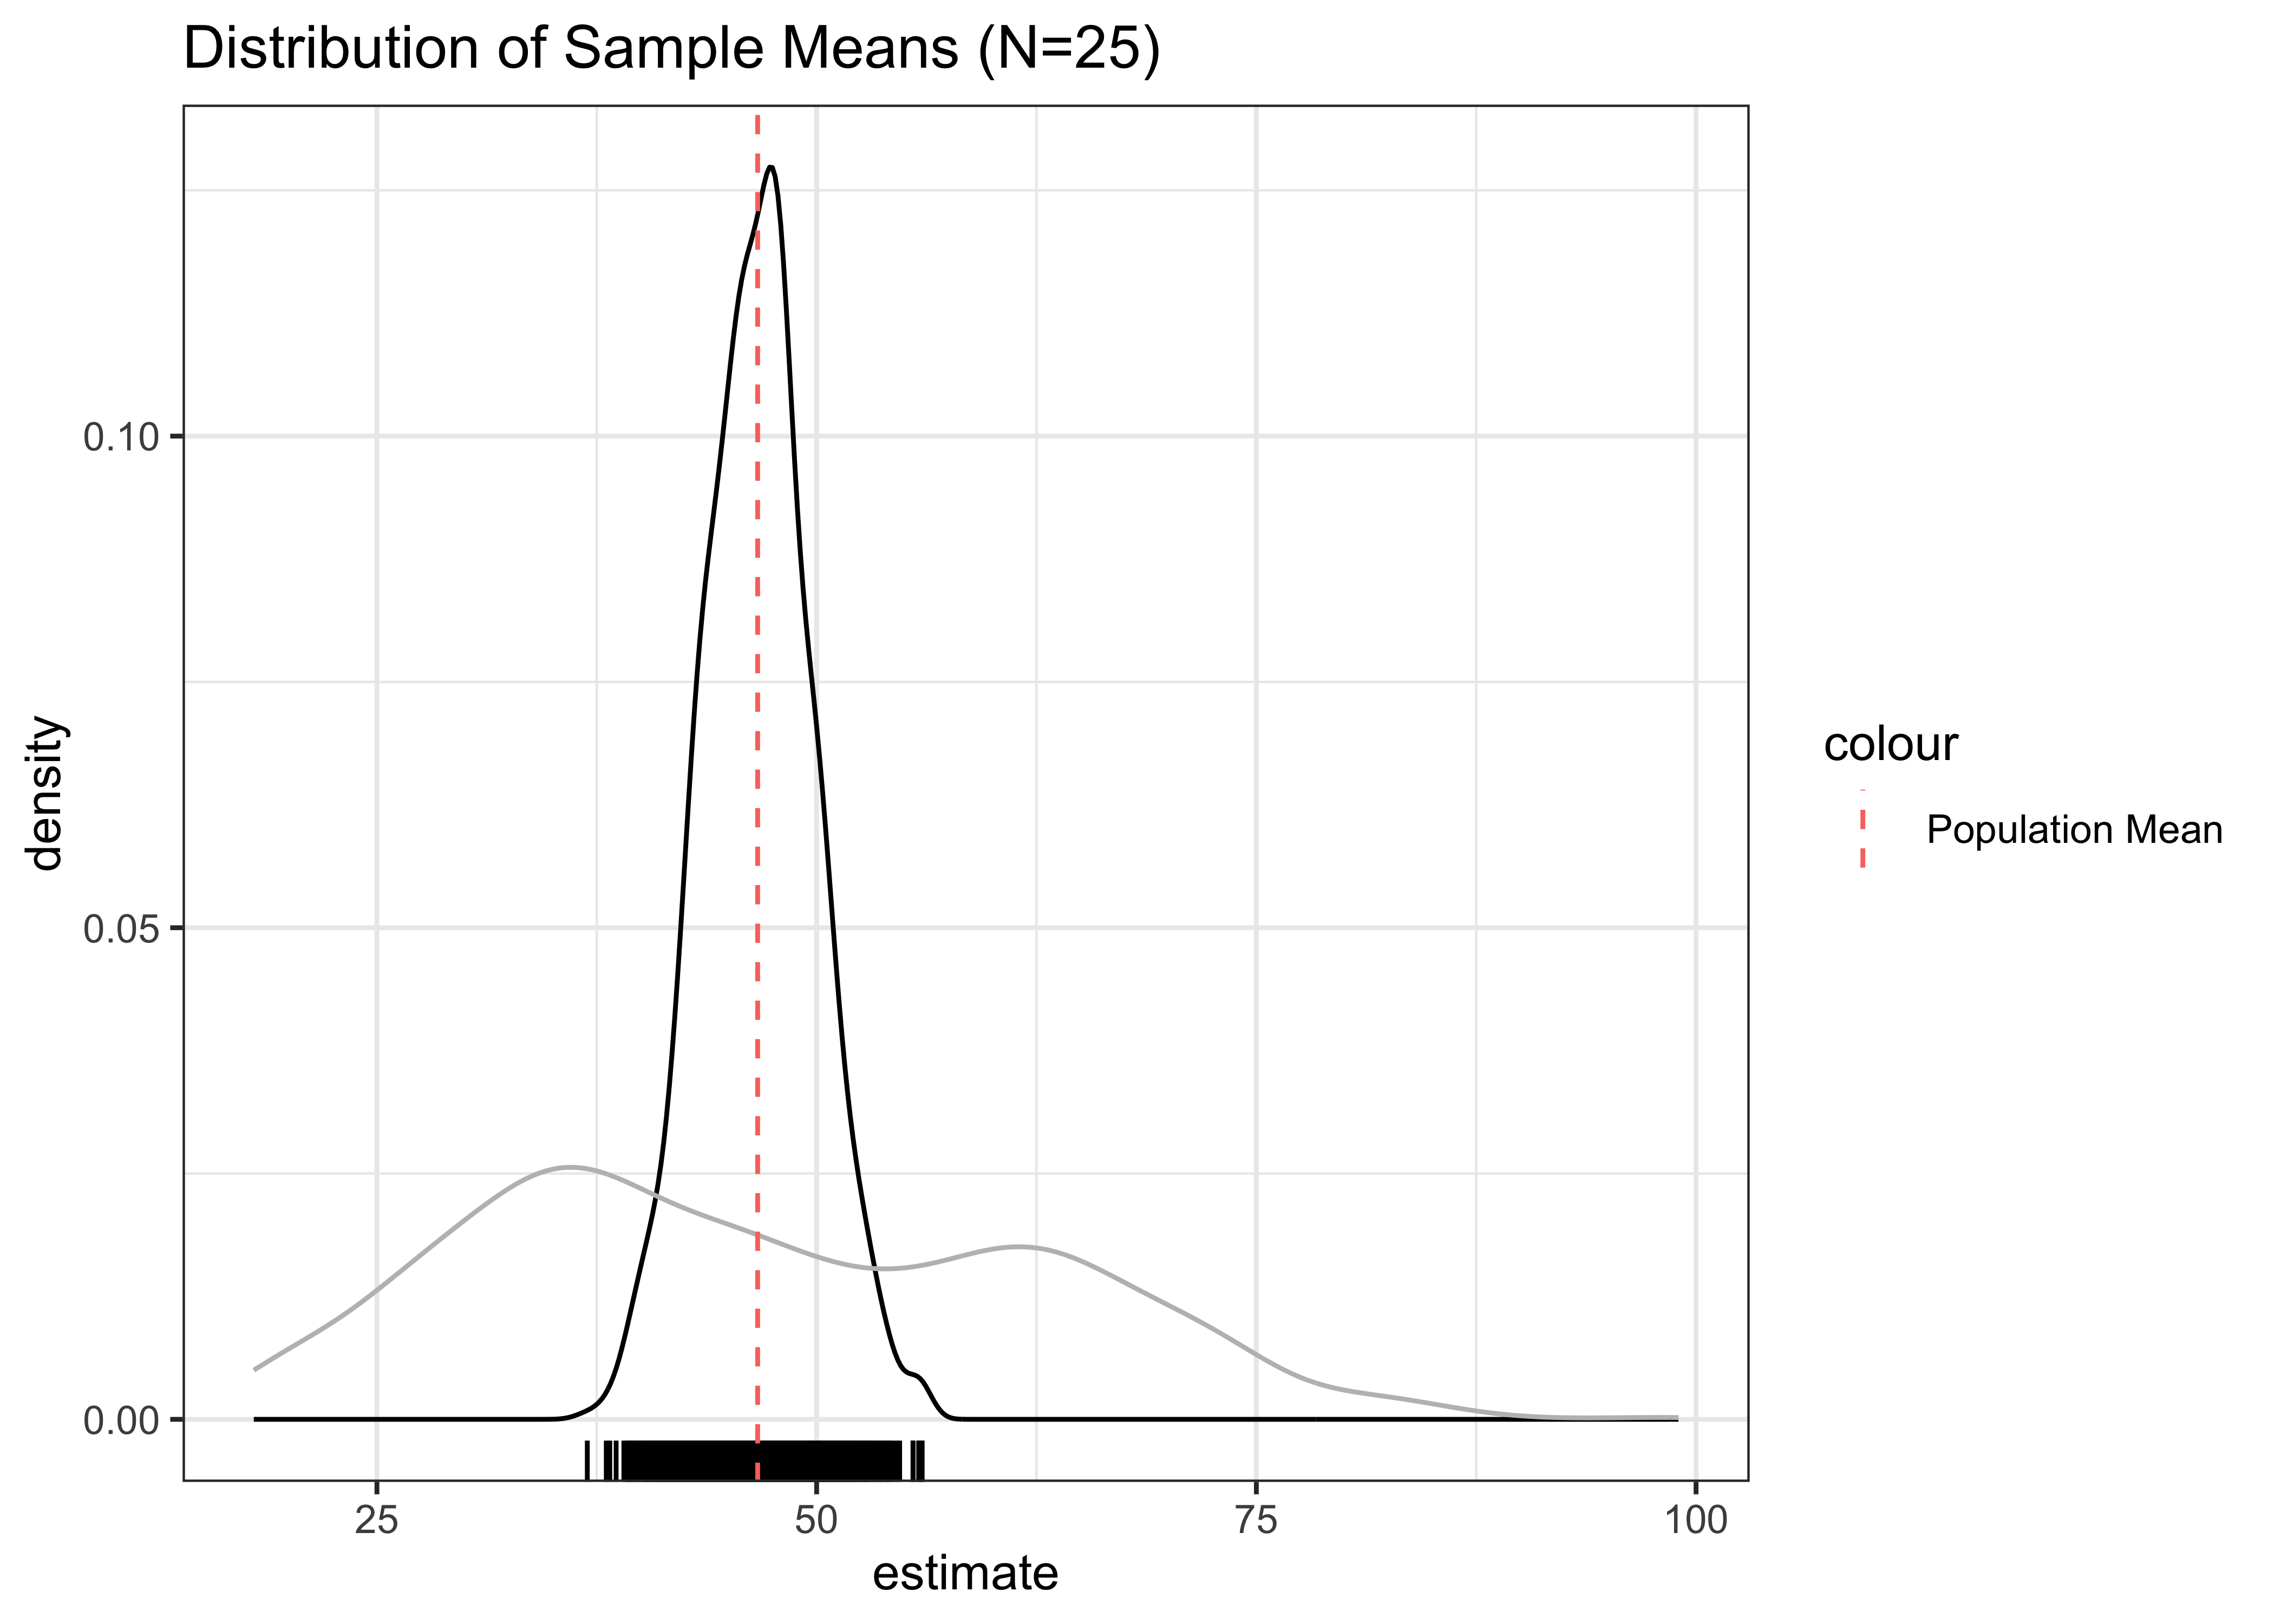 Distribution of Sample Means (N=25)
density
0.10
0.05
0.00
25 50 75 100
estimate
colour
Population Mean